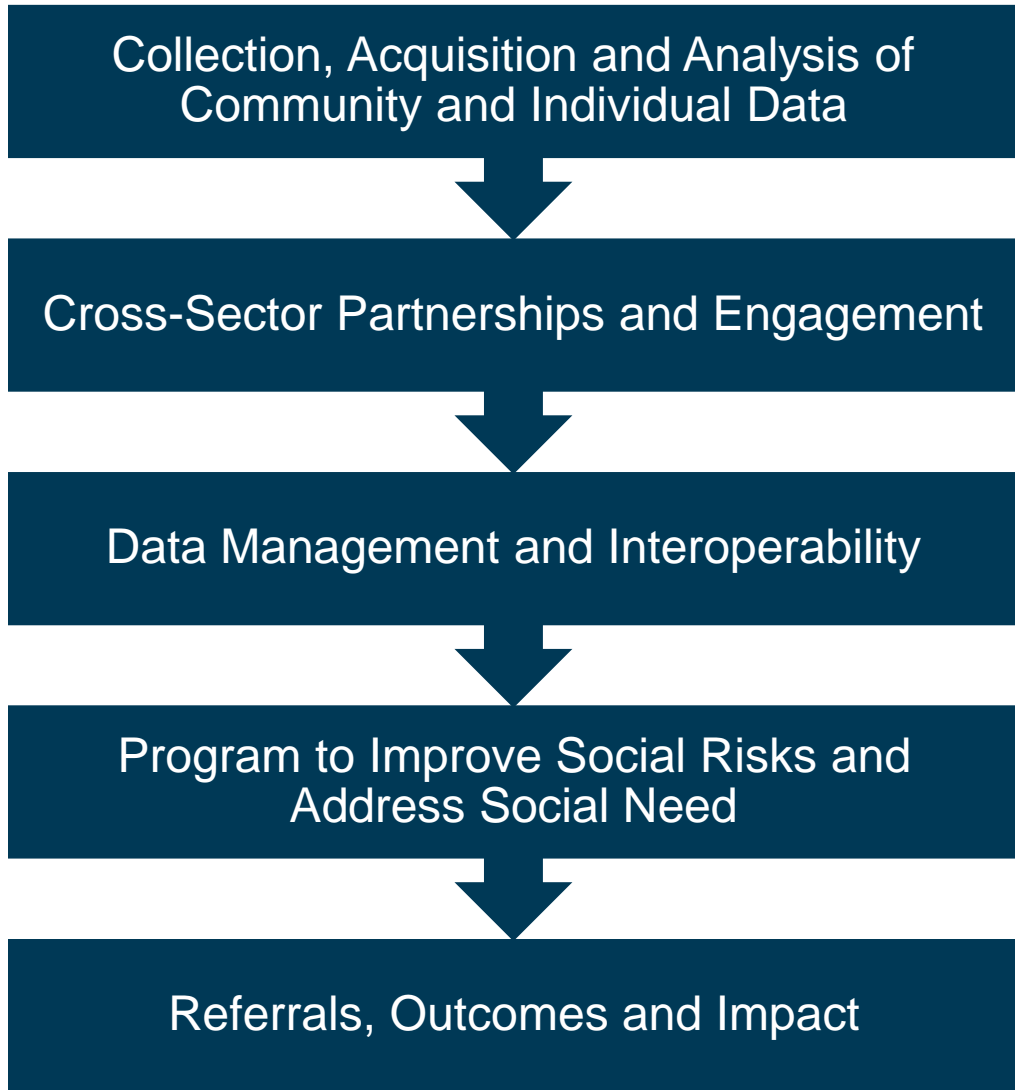 Collection, Acquisition and Analysis of
Community and Individual Data
Cross-Sector Partnerships and Engagement
Data Management and Interoperability
Program to Improve Social Risks and
Address Social Need
Referrals, Outcomes and Impact